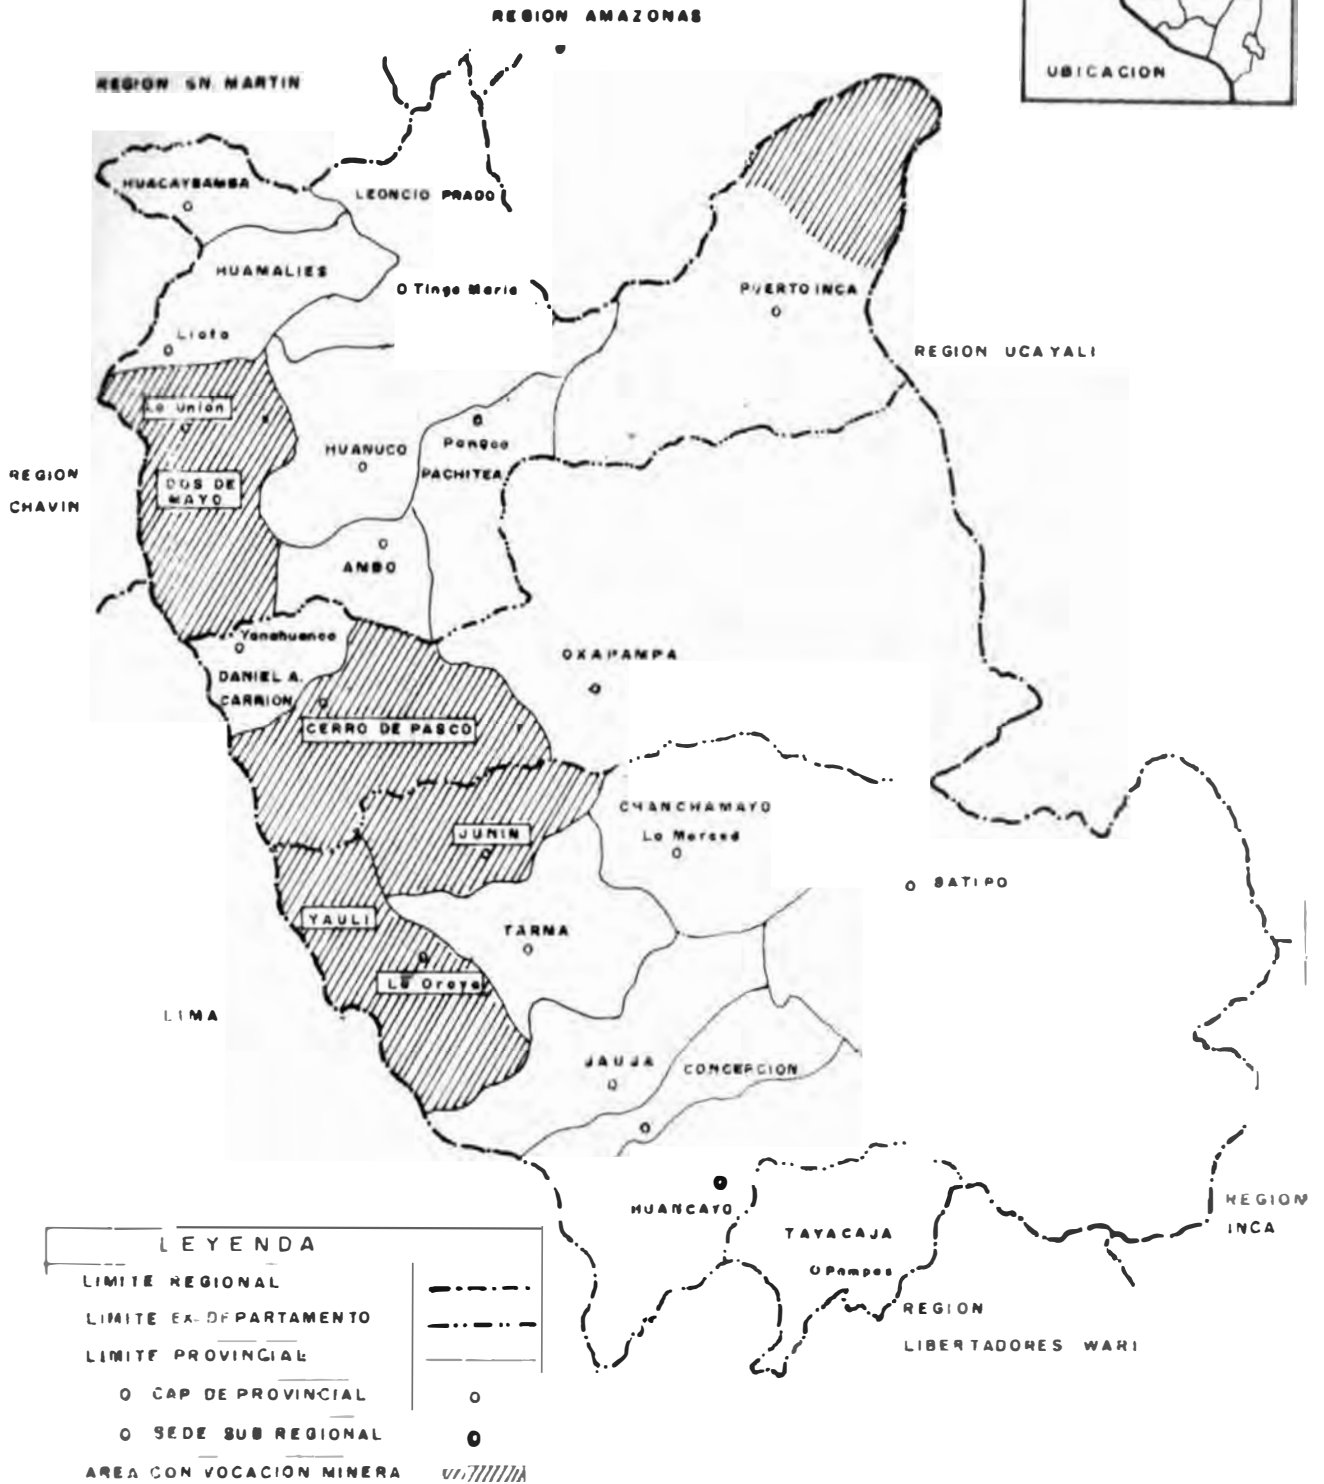 REGION AMAZONAS
UBICACION
REGION SN. MARTIN
HUACAYBAMBA
LEONCIO PRADO
HUAMALIES
O Tingo Maria
PUERTO INCA
REGION UCAYALI
La Union
HUANUCO
PACHITEA
DOS DE
MAYO
REGION
CHAVIN
AMBO
Yanahuanca
DANIEL A.
CARRION
OXAPAMPA
CERRO DE PASCO
CHANCHAMAYO
La Merced
JUNIN
SATIPO
YAULI
TARMA
La Oroya
LIMA
JAUJA
CONCEPCION
HUANCAYO
TAYACAJA
O Pampas
REGION
INCA
REGION
LIBERTADORES WARI
LEYENDA
LIMITE REGIONAL
LIMITE EX-DEPARTAMENTO
LIMITE PROVINCIAL
O CAP DE PROVINCIAL
O SEDE SUB REGIONAL
AREA CON VOCACION MINERA